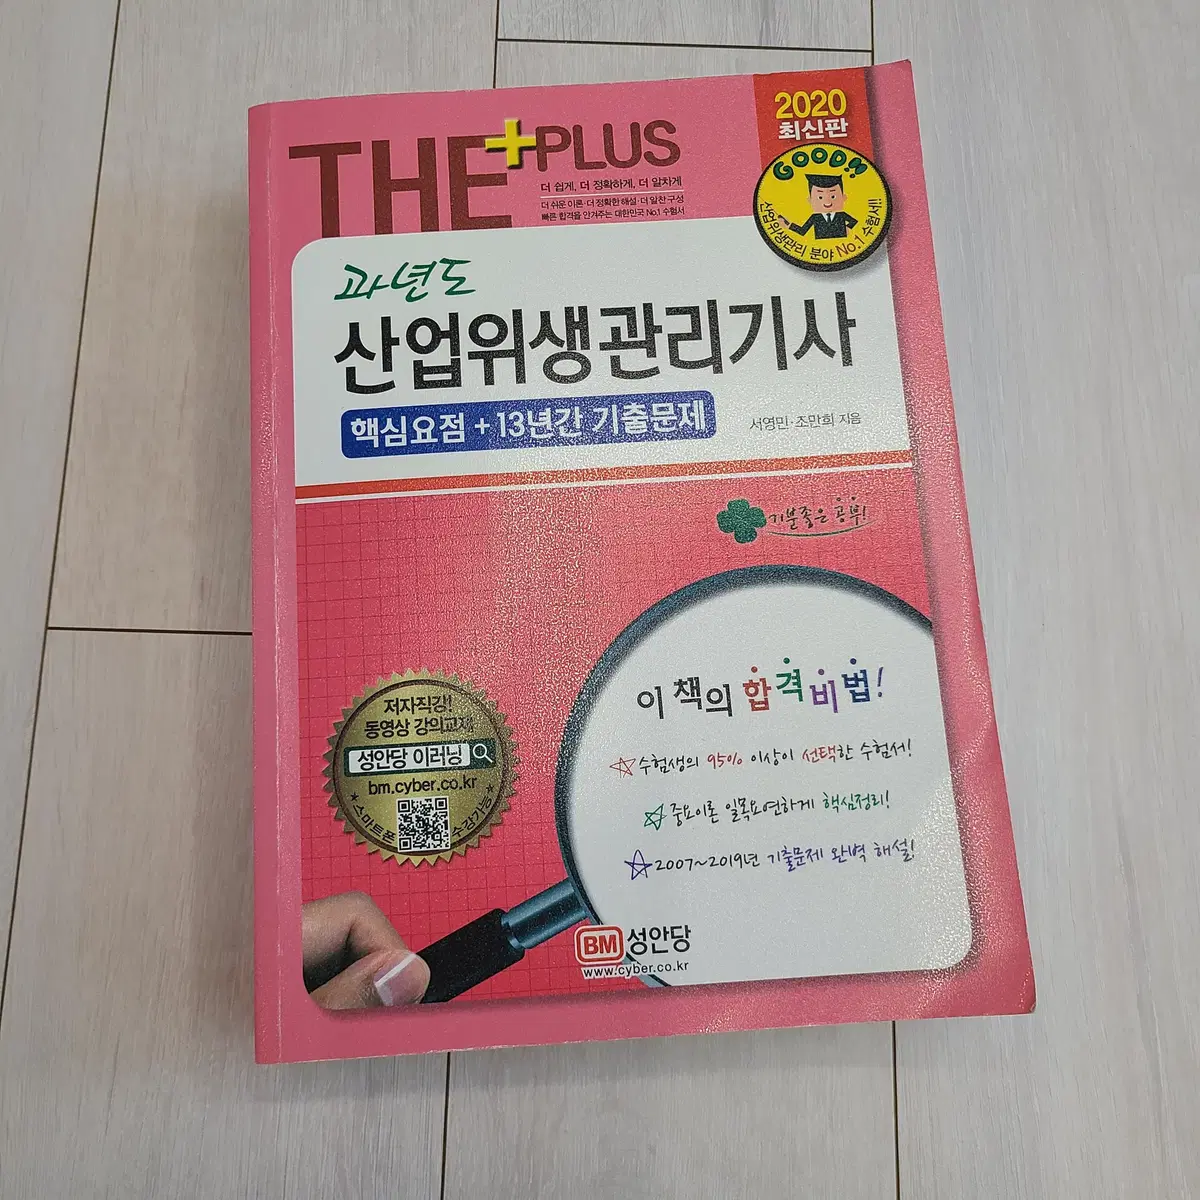 2020
최신판
GOOD!!
산업위생관리 분야 No.1 수험서!!
THE +PLUS
더 쉽게, 더 정확하게, 더 알차게
더 쉬운 이론·더 정확한 해설·더 알찬 구성
빠른 합격을 안겨주는 대한민국 No.1 수험서
과년도
산업위생관리기사
핵심요점 + 13년간 기출문제
서영민·조만희 지음
기분좋은 공부!
이 책의 합격비법!
☆수험생의 95% 이상이 선택한 수험서!
☆중요이론 일목요연하게 핵심정리!
☆2007~2019년 기출문제 완벽 해설!
저자직강!
동영상 강의교재
성안당 이러닝
bm.cyber.co.kr
★스마트폰 수강가능★
BM 성안당
www.cyber.co.kr